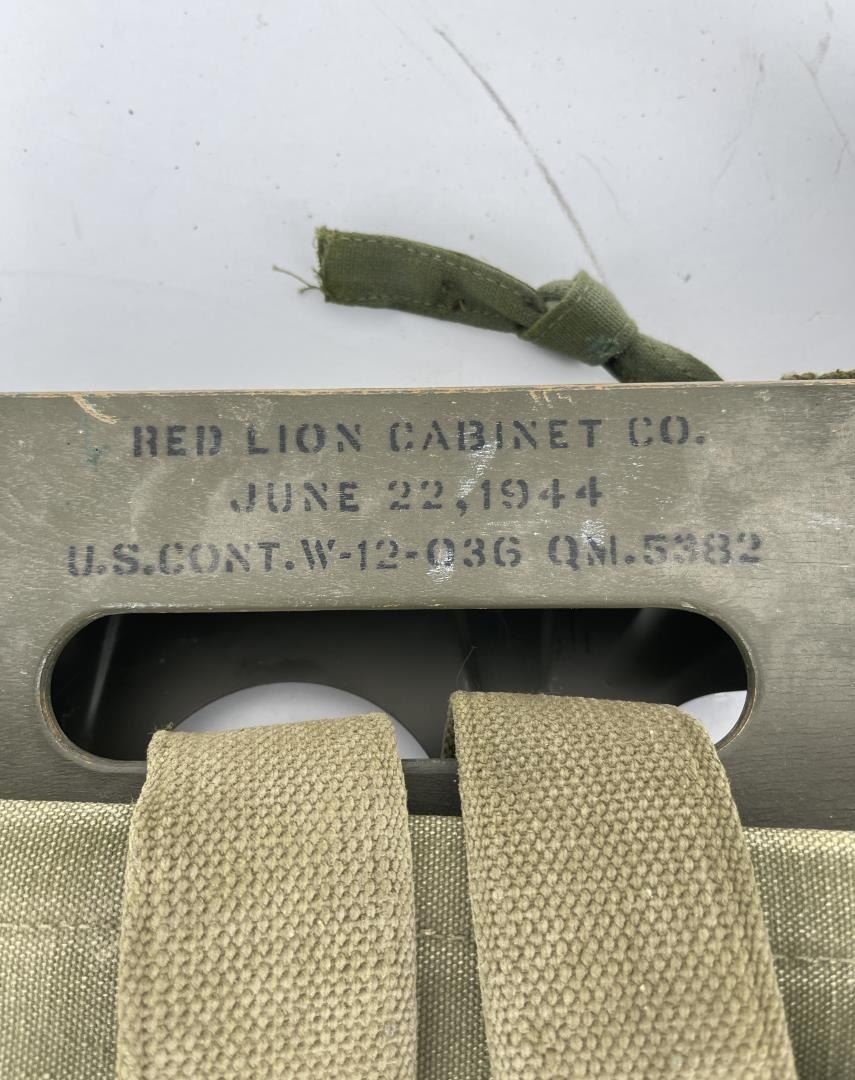 RED LION CABINET CO.
JUNE 22, 1944
U.S.CONT.W-12-036 QM.5382